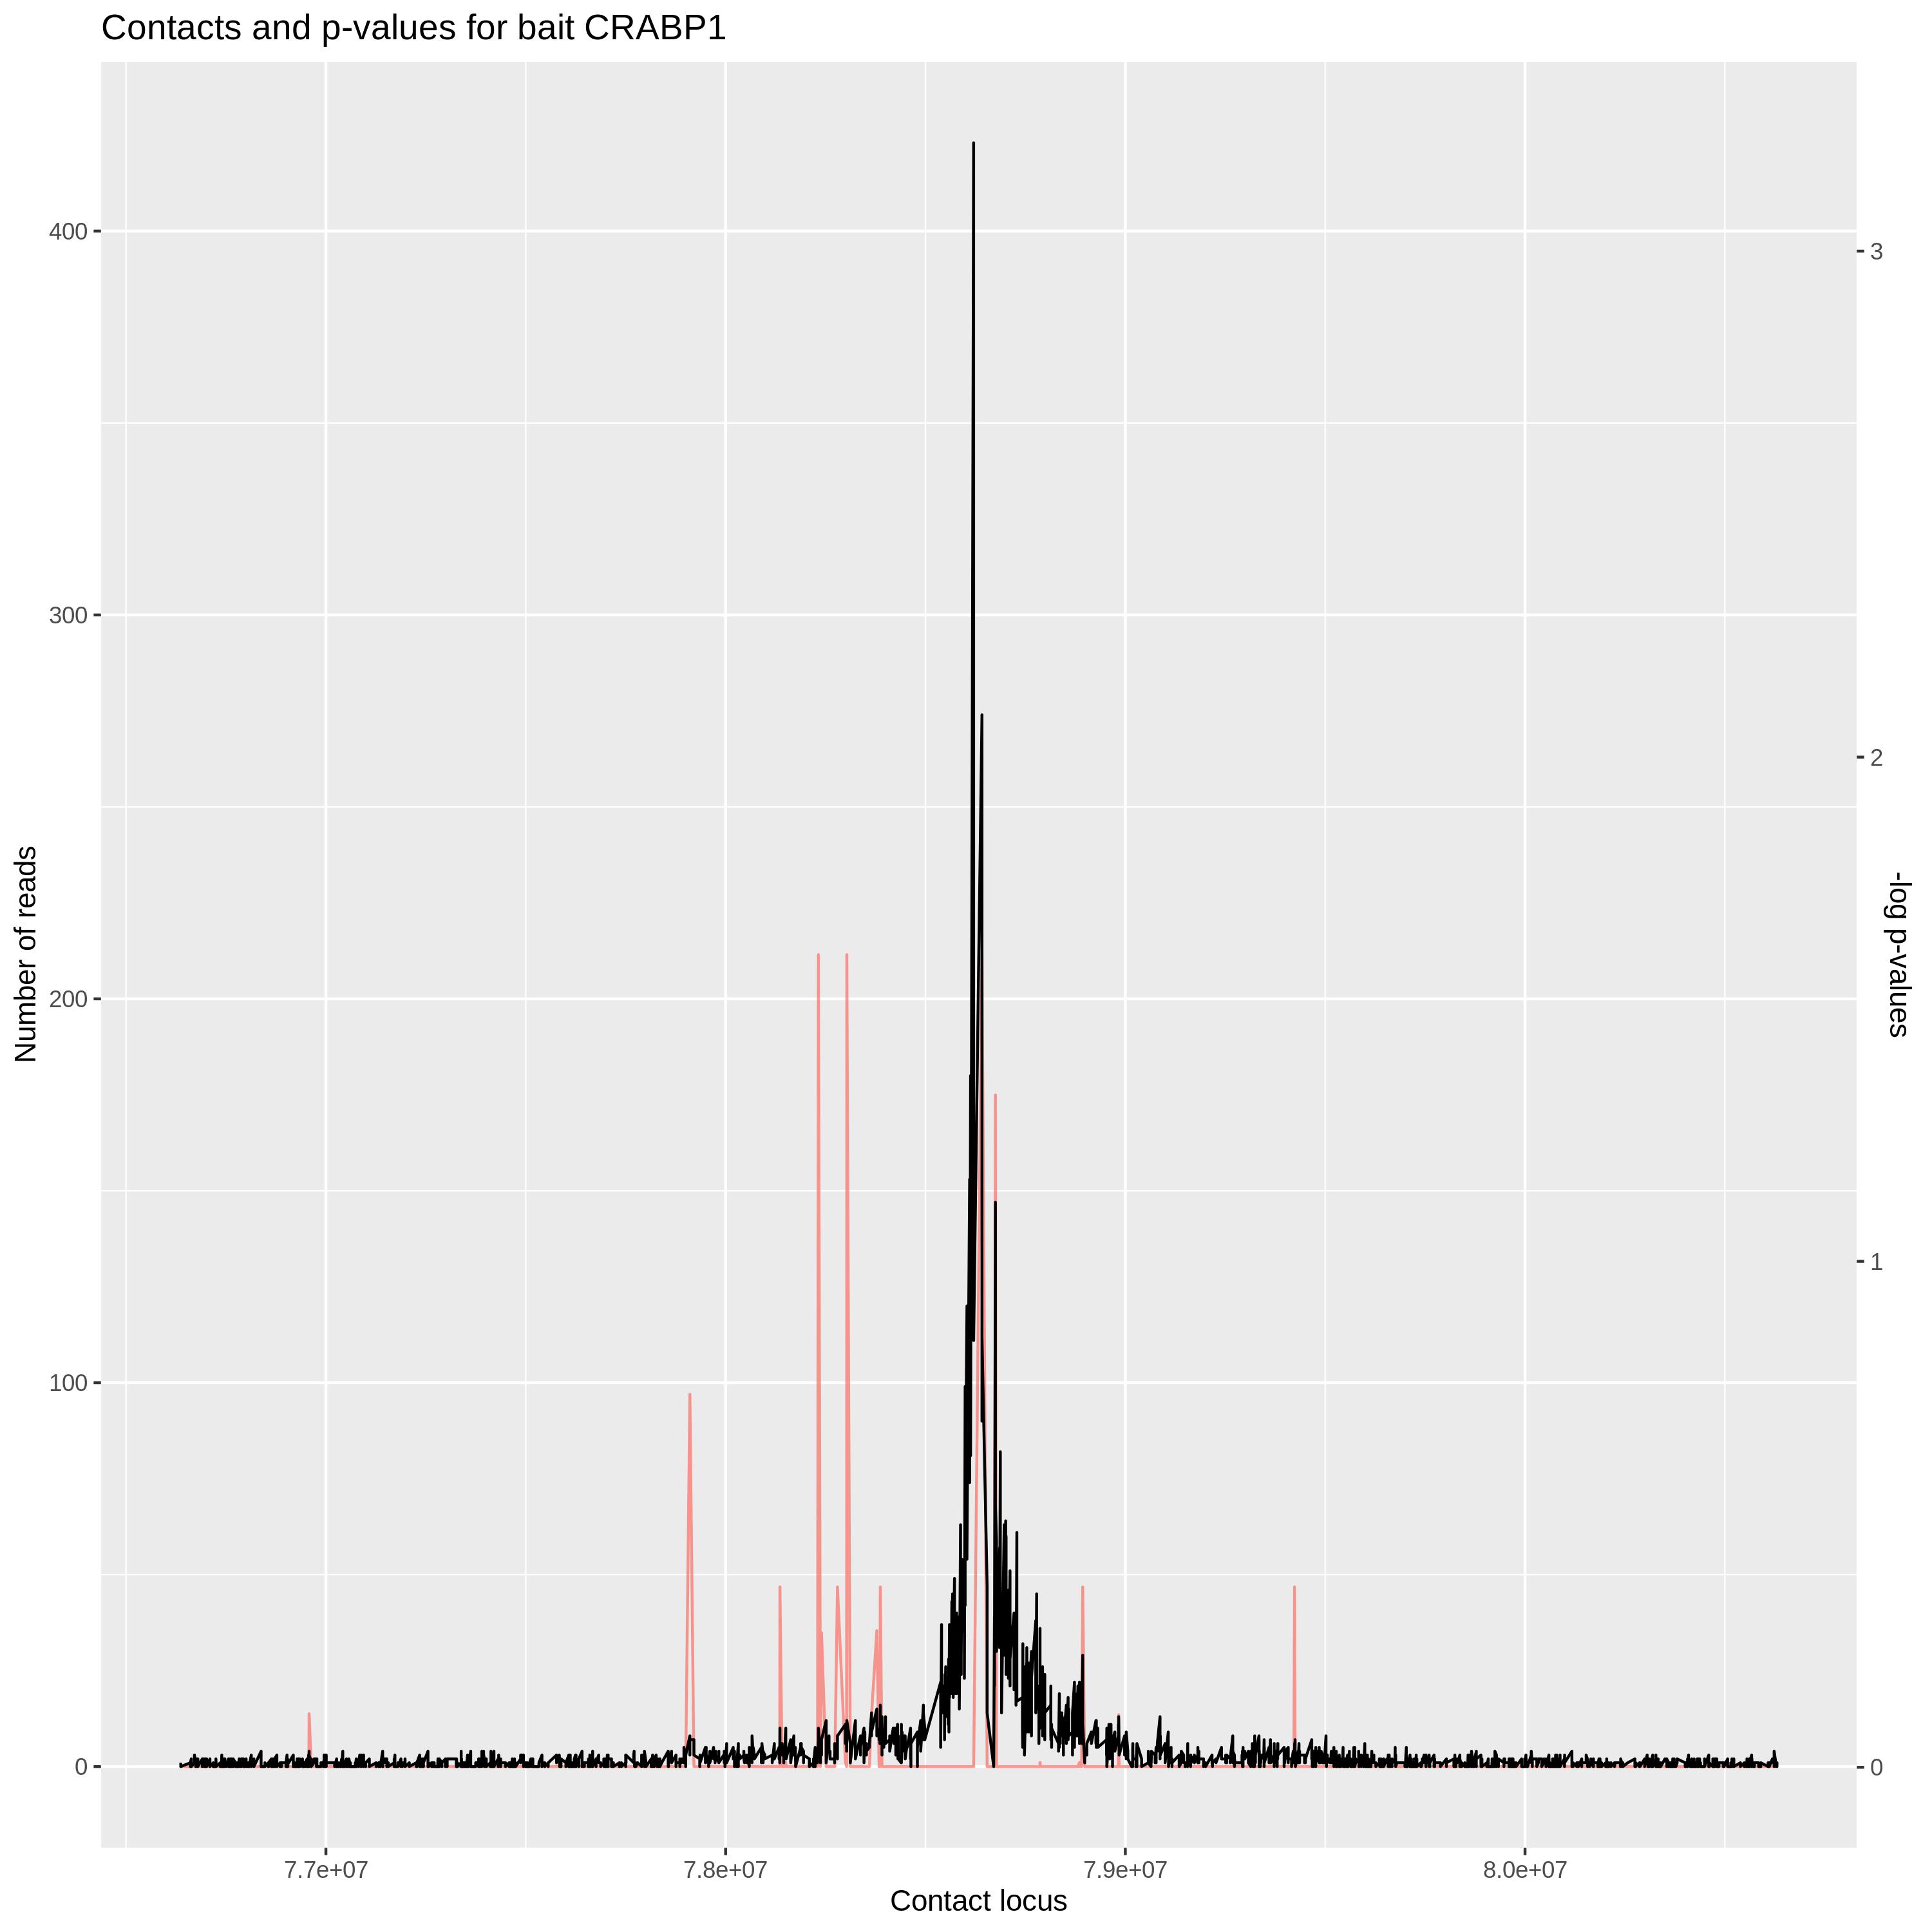 Contacts and p-values for bait CRABP1
400
300
200
100
0
Number of reads
3
2
1
0
-log p-values
7.7e+07 7.8e+07 7.9e+07 8.0e+07
Contact locus